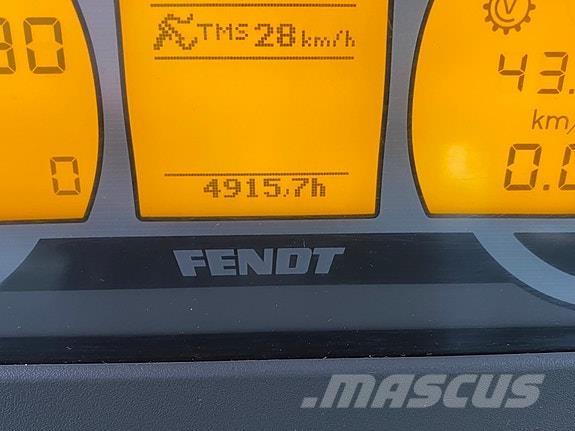 TMS 28 km/h
43.
km/
0
0.0
4915,7h
FENDT
MASCUS